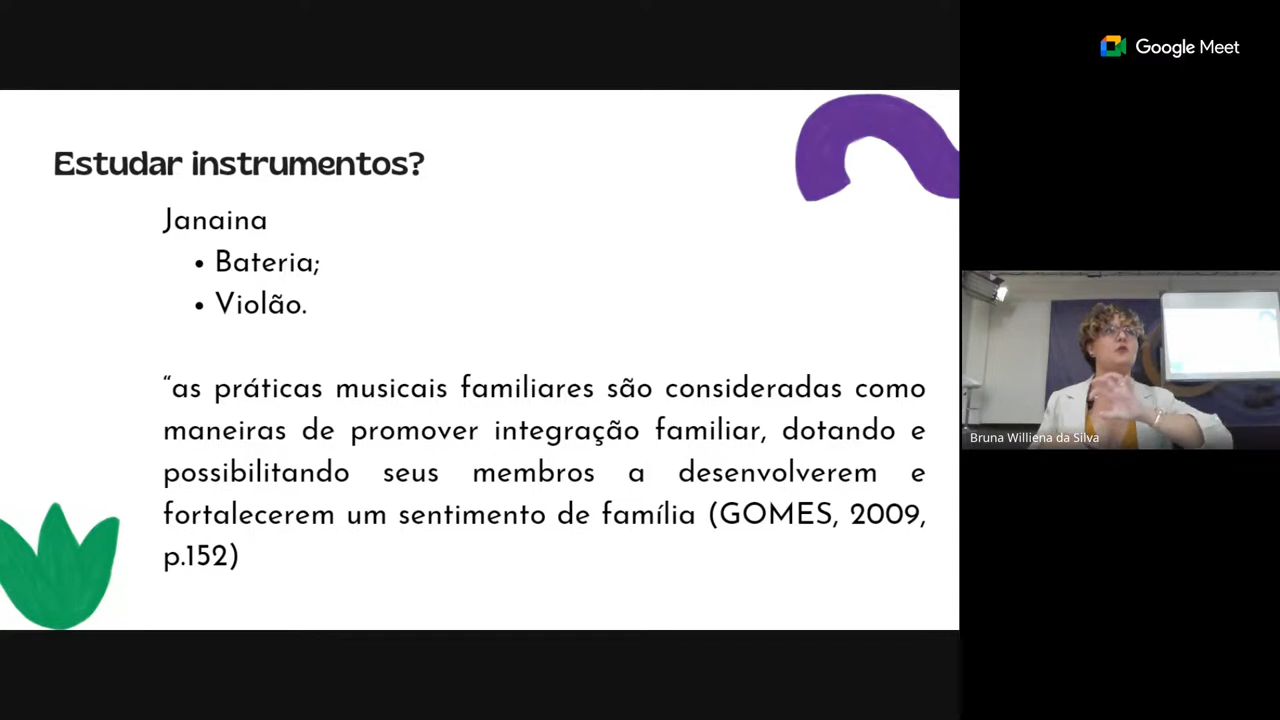 Google Meet
Estudar instrumentos?
Janaina
• Bateria;
• Violão.
“as práticas musicais familiares são consideradas como
maneiras de promover integração familiar, dotando e
possibilitando seus membros a desenvolverem e
fortalecerem um sentimento de família (GOMES, 2009,
p.152)
Bruna Williena da Silva